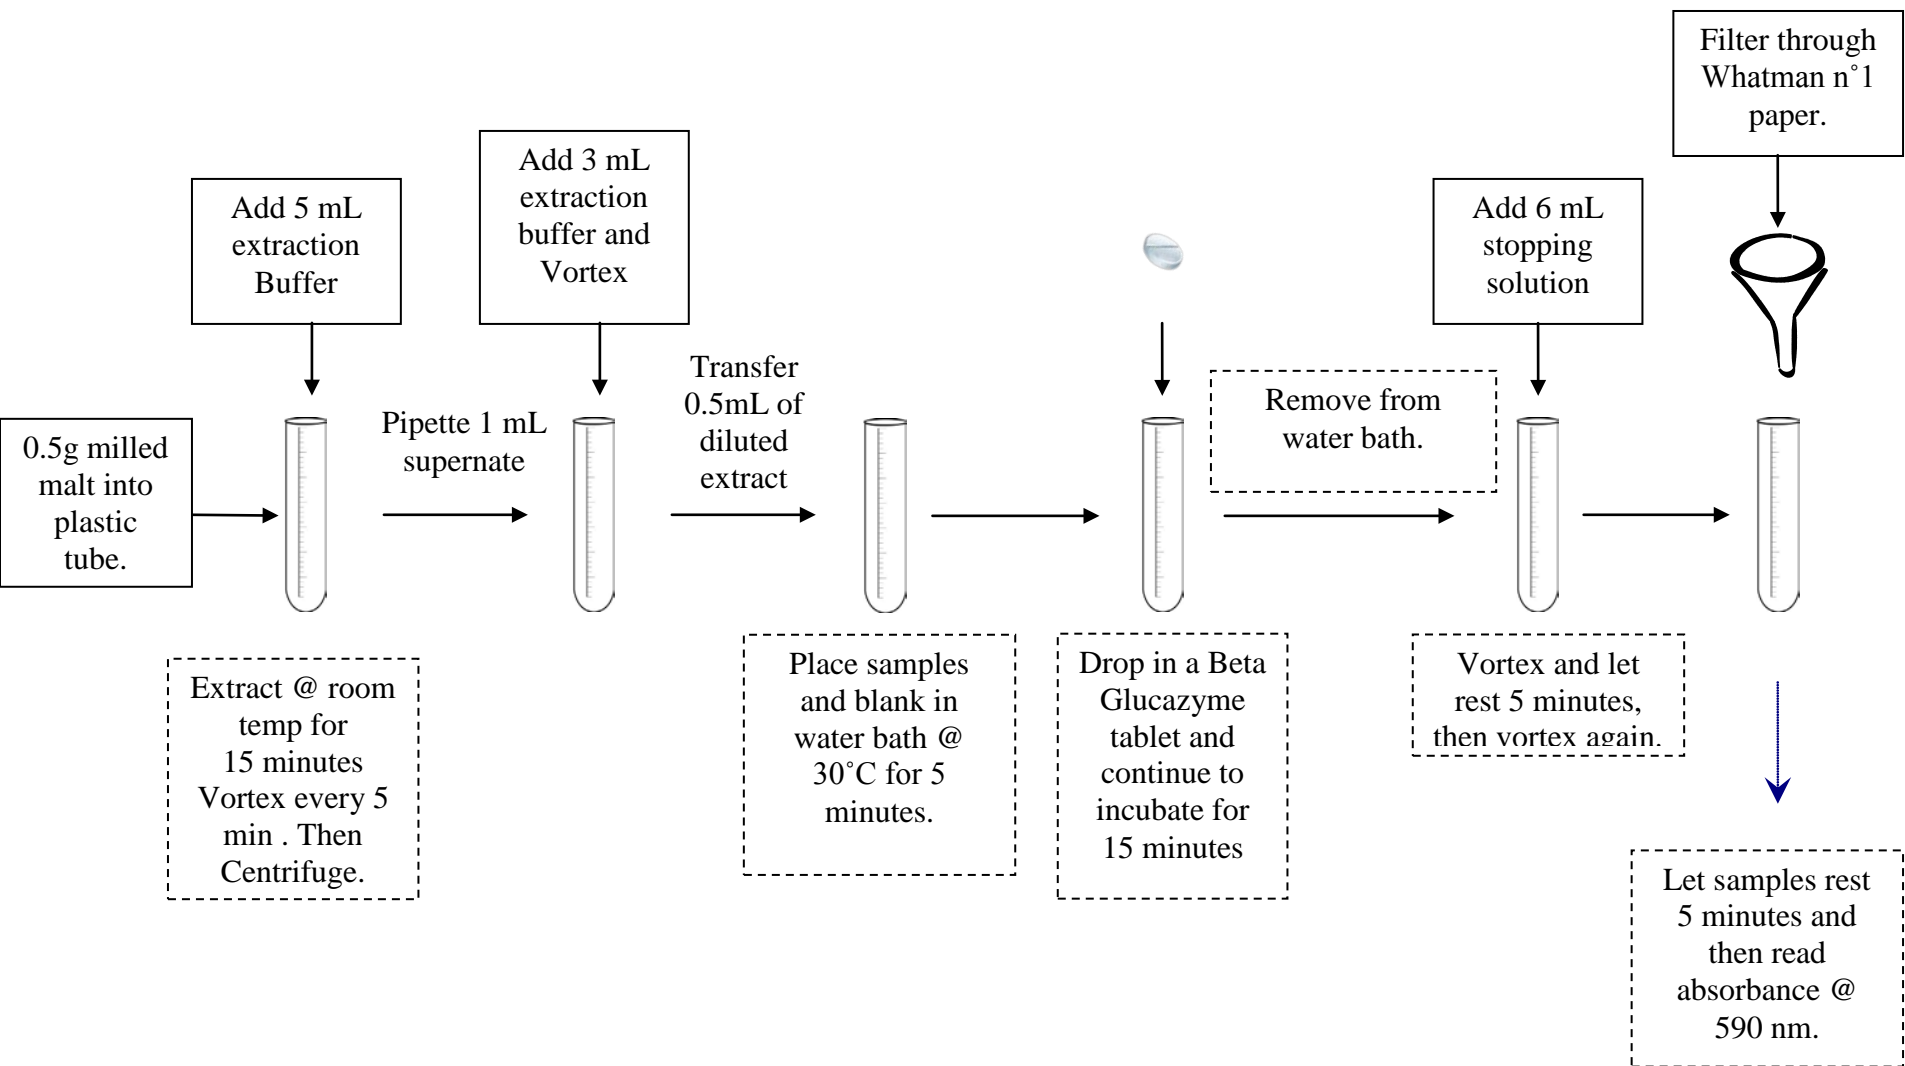 0.5g milled
malt into
plastic
tube.
Add 5 mL
extraction
Buffer
Extract @ room
temp for
15 minutes
Vortex every 5
min . Then
Centrifuge.
Pipette 1 mL
supernate
Add 3 mL
extraction
buffer and
Vortex
Transfer
0.5mL of
diluted
extract
Place samples
and blank in
water bath @
30˚C for 5
minutes.
Drop in a Beta
Glucazyme
tablet and
continue to
incubate for
15 minutes
Remove from
water bath.
Add 6 mL
stopping
solution
Vortex and let
rest 5 minutes,
then vortex again.
Filter through
Whatman n˚1
paper.
Let samples rest
5 minutes and
then read
absorbance @
590 nm.